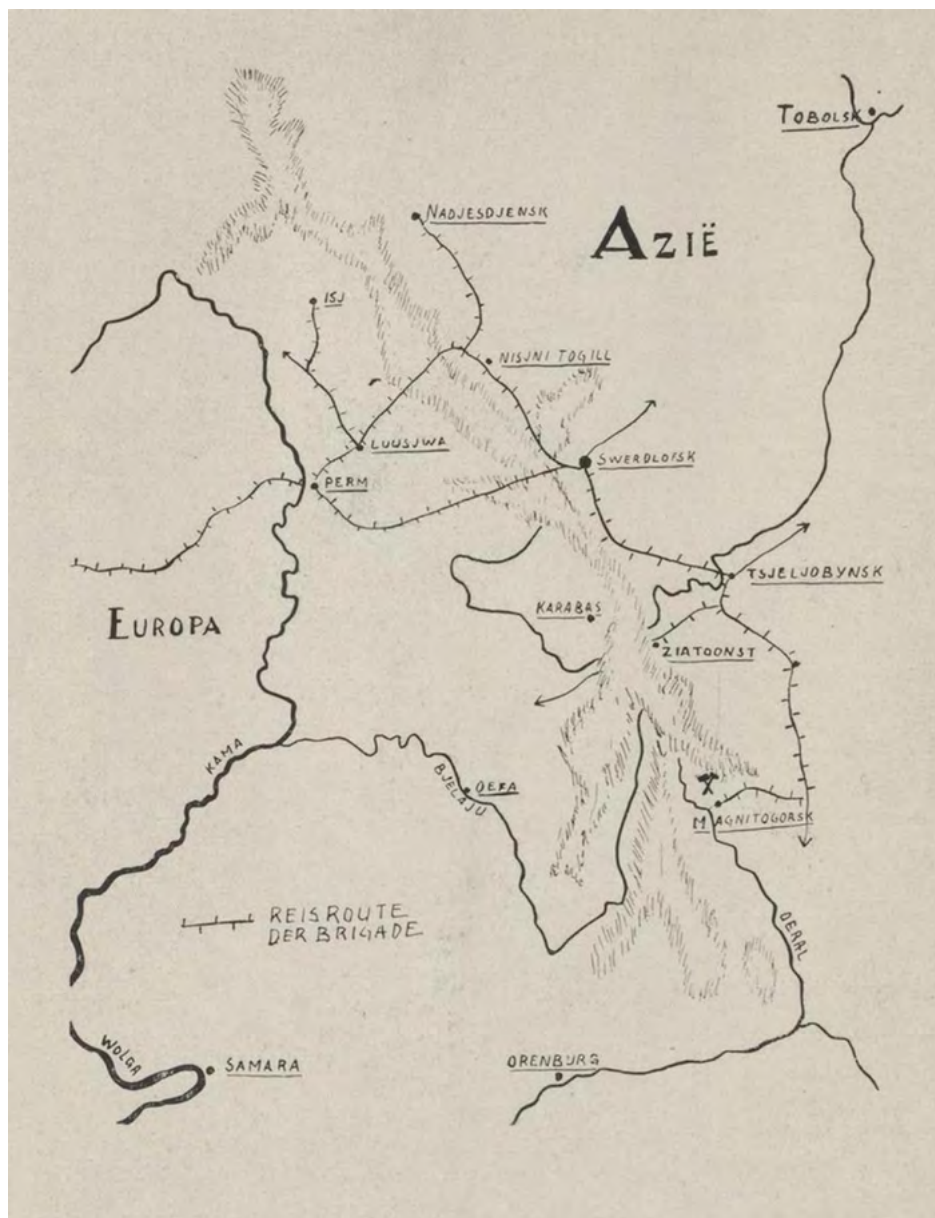 TOBOLSK
NADJESDJENSK
AZIË
ISJ
NISJNI TOGILL
LUUSJWA
SWERDLOFSK
PERM
TSJELJOBYNSK
KARABAS
EUROPA
ZIATOONST
KAMA
BJELAJU
OEFA
MAGNITOGORSK
REISROUTE
DER BRIGADE
OERAL
WOLGA
SAMARA
ORENBURG